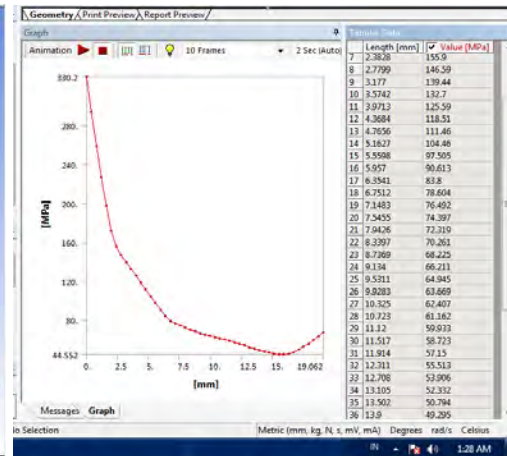 Geometry Print Preview Report Preview
Graph
Animation 10 Frames 2 Sec (Auto)
330.2
280.
240.
200.
160.
120.
80.
44.552
[MPa]
0. 2.5 5. 7.5 10. 12.5 15. 19.062
[mm]
Messages Graph
Tabular Data
Length [mm] Value [MPa]
7 2.3828 155.9
8 2.7799 146.59
9 3.177 139.44
10 3.5742 132.7
11 3.9713 125.59
12 4.3684 118.51
13 4.7656 111.46
14 5.1627 104.46
15 5.5598 97.505
16 5.957 90.613
17 6.3541 83.8
18 6.7512 78.604
19 7.1483 76.492
20 7.5455 74.397
21 7.9426 72.319
22 8.3397 70.261
23 8.7369 68.225
24 9.134 66.211
25 9.5311 64.945
26 9.9283 63.669
27 10.325 62.407
28 10.723 61.162
29 11.12 59.933
30 11.517 58.723
31 11.914 57.15
32 12.311 55.513
33 12.708 53.906
34 13.105 52.332
35 13.502 50.794
36 13.9 49.295
No Selection Metric (mm, kg, N, s, mV, mA) Degrees rad/s Celsius
IN 1:28 AM